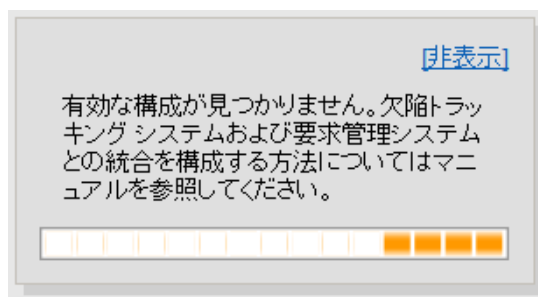 [非表示]
有効な構成が見つかりません。欠陥トラッ
キング システムおよび要求管理システム
との統合を構成する方法についてはマニ
ュアルを参照してください。